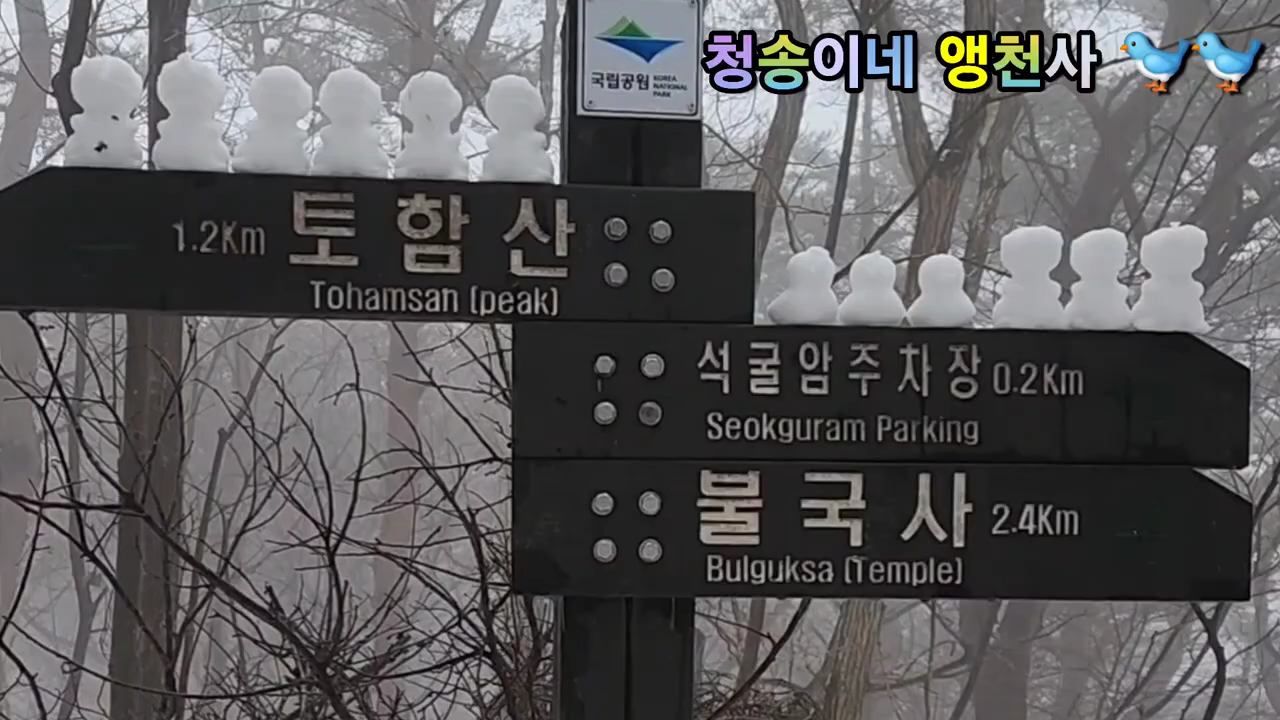 청송이네 앵천사
국립공원 KOREA NATIONAL PARK
1.2Km 토함산
Tohamsan (peak)
석굴암주차장 0.2Km
Seokguram Parking
불국사 2.4Km
Bulguksa (Temple)